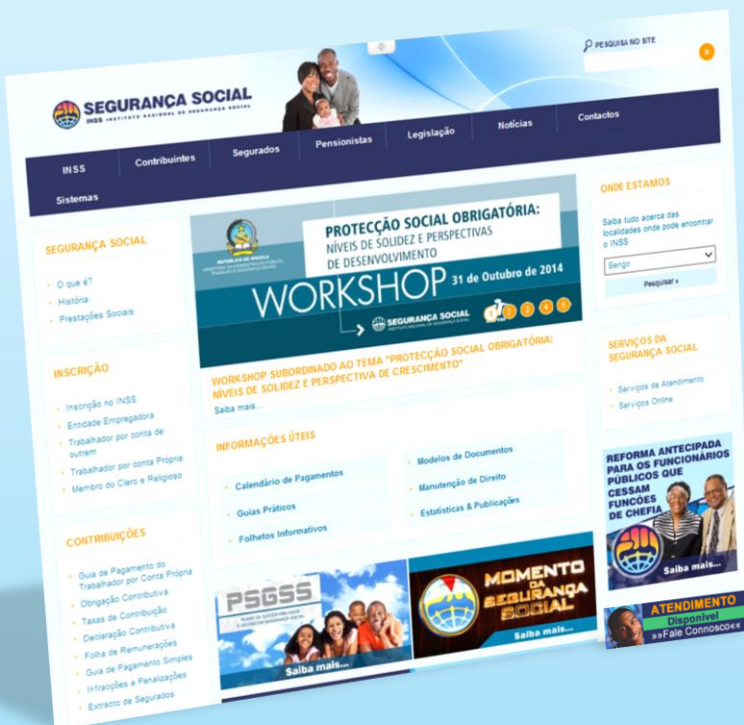 PESQUISA NO SITE
»
SEGURANÇA SOCIAL
INSS INSTITUTO NACIONAL DE SEGURANÇA SOCIAL
INSS
Contribuintes
Segurados
Pensionistas
Legislação
Notícias
Contactos
Sistemas
SEGURANÇA SOCIAL
O que é?
História
Prestações Sociais
INSCRIÇÃO
Inscrição no INSS
Entidade Empregadora
Trabalhador por conta de
outrem
Trabalhador por conta Própria
Membro do Clero e Religioso
CONTRIBUIÇÕES
Guia de Pagamento do
Trabalhador por Conta Própria
Obrigação Contributiva
Taxas de Contribuição
Declaração Contributiva
Folha de Remunerações
Guia de Pagamento Simples
Infracções e Penalizações
Extracto de Segurados
REPÚBLICA DE ANGOLA
PROTECÇÃO SOCIAL OBRIGATÓRIA:
NÍVEIS DE SOLIDEZ E PERSPECTIVAS
DE DESENVOLVIMENTO
WORKSHOP 31 de Outubro de 2014
SEGURANÇA SOCIAL
1 2 3 4 5
WORKSHOP SUBORDINADO AO TEMA "PROTECÇÃO SOCIAL OBRIGATÓRIA:
NÍVEIS DE SOLIDEZ E PERSPECTIVA DE CRESCIMENTO"
Saiba mais...
INFORMAÇÕES ÚTEIS
Calendário de Pagamentos
Guias Práticos
Folhetos Informativos
Modelos de Documentos
Manutenção de Direito
Estatísticas & Publicações
PSGSS
Saiba mais...
MOMENTO
DA
SEGURANÇA
SOCIAL
Saiba mais...
ONDE ESTAMOS
Saiba tudo acerca das
localidades onde pode encontrar
o INSS
Bengo
Pesquisar »
SERVIÇOS DA
SEGURANÇA SOCIAL
Serviços de Atendimento
Serviços Online
REFORMA ANTECIPADA
PARA OS FUNCIONÁRIOS
PÚBLICOS QUE
CESSAM
FUNÇÕES
DE CHEFIA
Saiba mais...
ATENDIMENTO
Disponível
»»Fale Connosco««